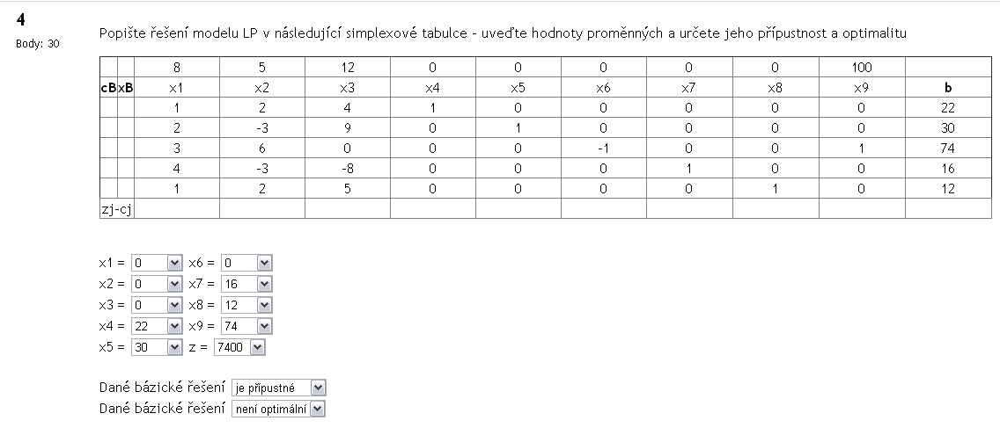 4
Body: 30
Popište řešení modelu LP v následující simplexové tabulce - uveďte hodnoty proměnných a určete jeho přípustnost a optimalitu
8 5 12 0 0 0 0 0 100
cB xB x1 x2 x3 x4 x5 x6 x7 x8 x9 b
1 2 4 1 0 0 0 0 0 22
2 -3 9 0 1 0 0 0 0 30
3 6 0 0 0 -1 0 0 1 74
4 -3 -8 0 0 0 1 0 0 16
1 2 5 0 0 0 0 1 0 12
zj-cj
x1 = 0 x6 = 0
x2 = 0 x7 = 16
x3 = 0 x8 = 12
x4 = 22 x9 = 74
x5 = 30 z = 7400
Dané bázické řešení je přípustné
Dané bázické řešení není optimální